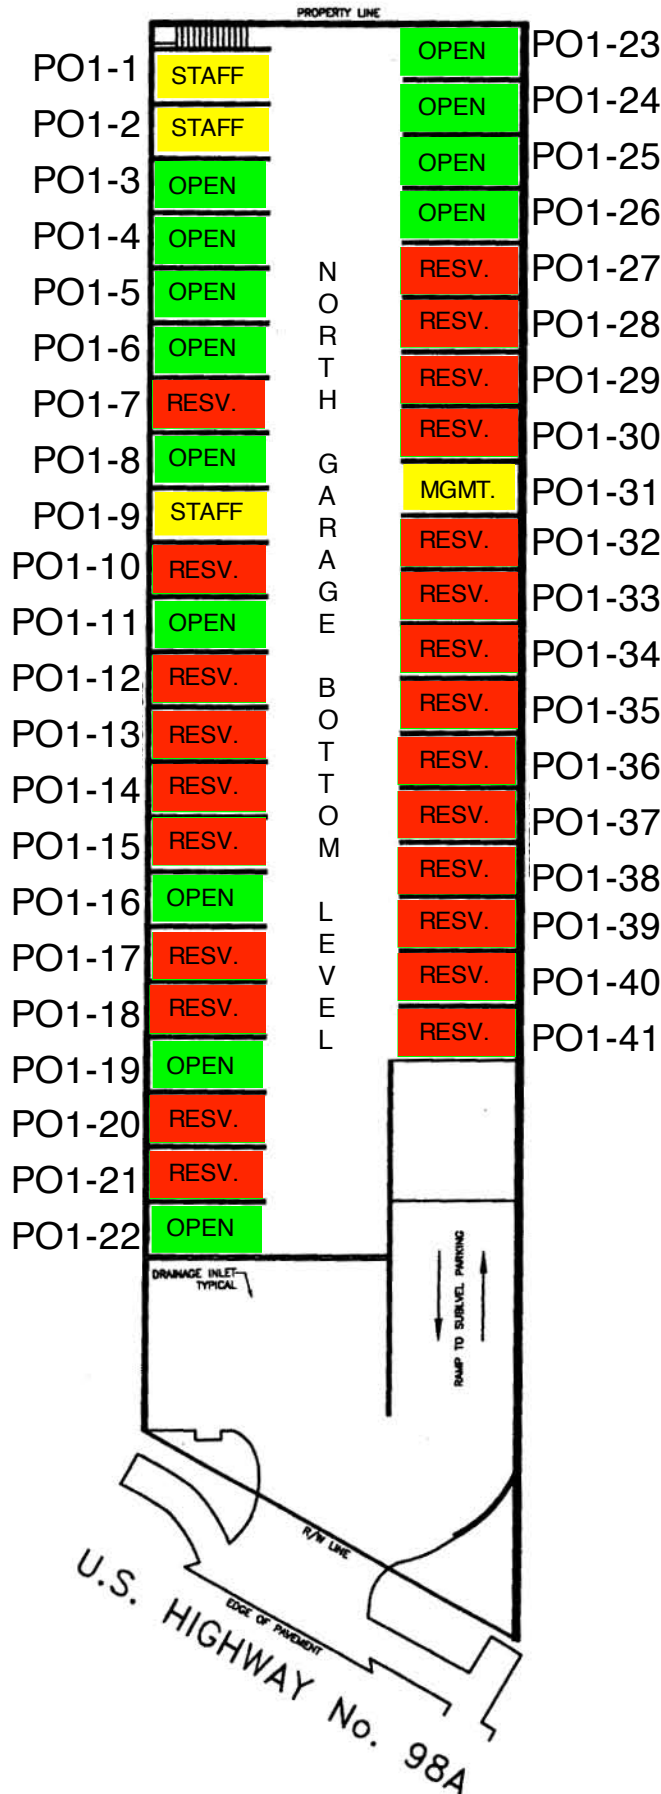 PROPERTY LINE
PO1-1 STAFF
PO1-2 STAFF
PO1-3 OPEN
PO1-4 OPEN
PO1-5 OPEN
PO1-6 OPEN
PO1-7 RESV.
PO1-8 OPEN
PO1-9 STAFF
PO1-10 RESV.
PO1-11 OPEN
PO1-12 RESV.
PO1-13 RESV.
PO1-14 RESV.
PO1-15 RESV.
PO1-16 OPEN
PO1-17 RESV.
PO1-18 RESV.
PO1-19 OPEN
PO1-20 RESV.
PO1-21 RESV.
PO1-22 OPEN
NORTH GARAGE BOTTOM LEVEL
OPEN PO1-23
OPEN PO1-24
OPEN PO1-25
OPEN PO1-26
RESV. PO1-27
RESV. PO1-28
RESV. PO1-29
RESV. PO1-30
MGMT. PO1-31
RESV. PO1-32
RESV. PO1-33
RESV. PO1-34
RESV. PO1-35
RESV. PO1-36
RESV. PO1-37
RESV. PO1-38
RESV. PO1-39
RESV. PO1-40
RESV. PO1-41
DRAINAGE INLET
TYPICAL
RAMP TO SUBLVEL PARKING
R/W LINE
EDGE OF PAVEMENT
U.S. HIGHWAY No. 98A